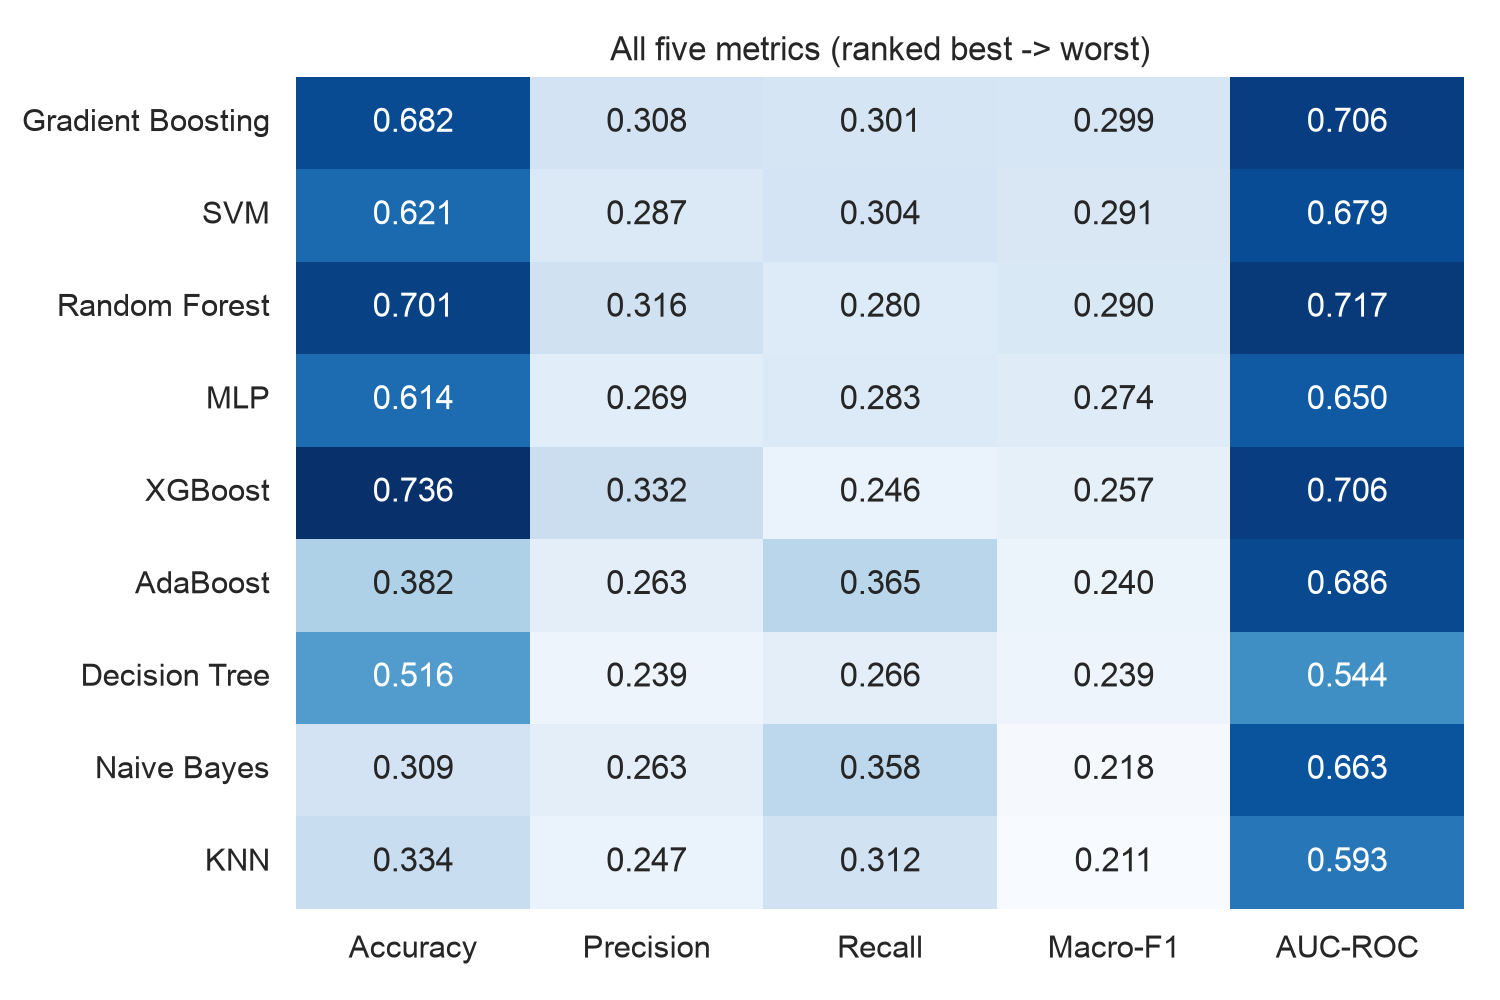 All five metrics (ranked best -> worst)
Gradient Boosting 0.682 0.308 0.301 0.299 0.706
SVM 0.621 0.287 0.304 0.291 0.679
Random Forest 0.701 0.316 0.280 0.290 0.717
MLP 0.614 0.269 0.283 0.274 0.650
XGBoost 0.736 0.332 0.246 0.257 0.706
AdaBoost 0.382 0.263 0.365 0.240 0.686
Decision Tree 0.516 0.239 0.266 0.239 0.544
Naive Bayes 0.309 0.263 0.358 0.218 0.663
KNN 0.334 0.247 0.312 0.211 0.593
Accuracy Precision Recall Macro-F1 AUC-ROC